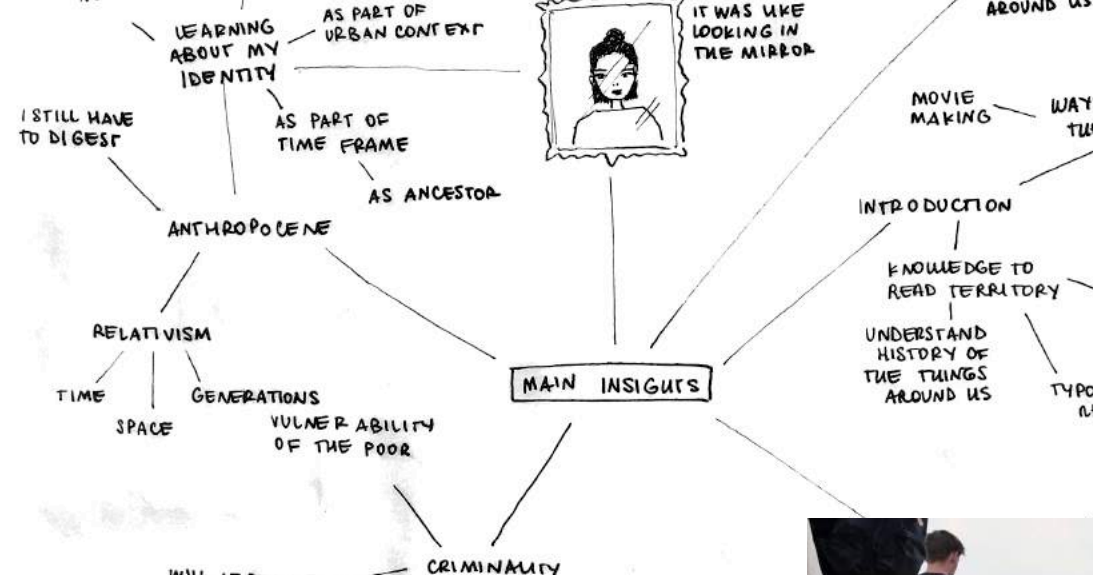 LEARNING
ABOUT MY
IDENTITY
AS PART OF
URBAN CONTEXT
IT WAS LIKE
LOOKING IN
THE MIRROR
AROUND US
I STILL HAVE
TO DIGEST
AS PART OF
TIME FRAME
AS ANCESTOR
MOVIE
MAKING
ANTHROPOCENE
INTRODUCTION
KNOWLEDGE TO
READ TERRITORY
RELATIVISM
UNDERSTAND
HISTORY OF
THE THINGS
AROUND US
TIME
SPACE
GENERATIONS
MAIN INSIGHTS
VULNERABILITY
OF THE POOR
CRIMINALITY